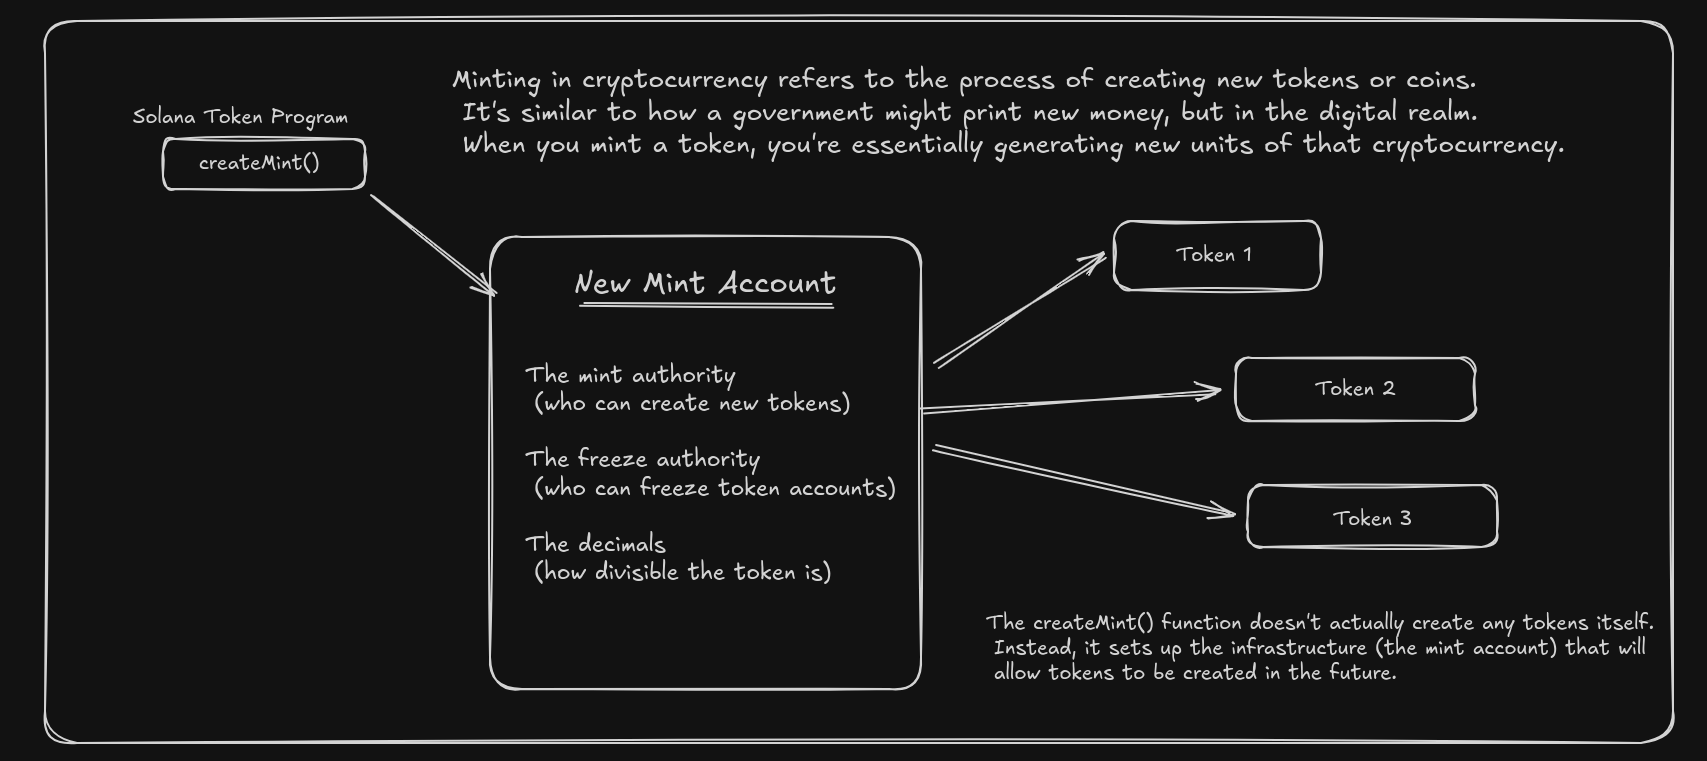 Minting in cryptocurrency refers to the process of creating new tokens or coins.
It's similar to how a government might print new money, but in the digital realm.
When you mint a token, you're essentially generating new units of that cryptocurrency.
Solana Token Program
createMint()
New Mint Account
The mint authority
(who can create new tokens)
The freeze authority
(who can freeze token accounts)
The decimals
(how divisible the token is)
Token 1
Token 2
Token 3
The createMint() function doesn't actually create any tokens itself.
Instead, it sets up the infrastructure (the mint account) that will
allow tokens to be created in the future.